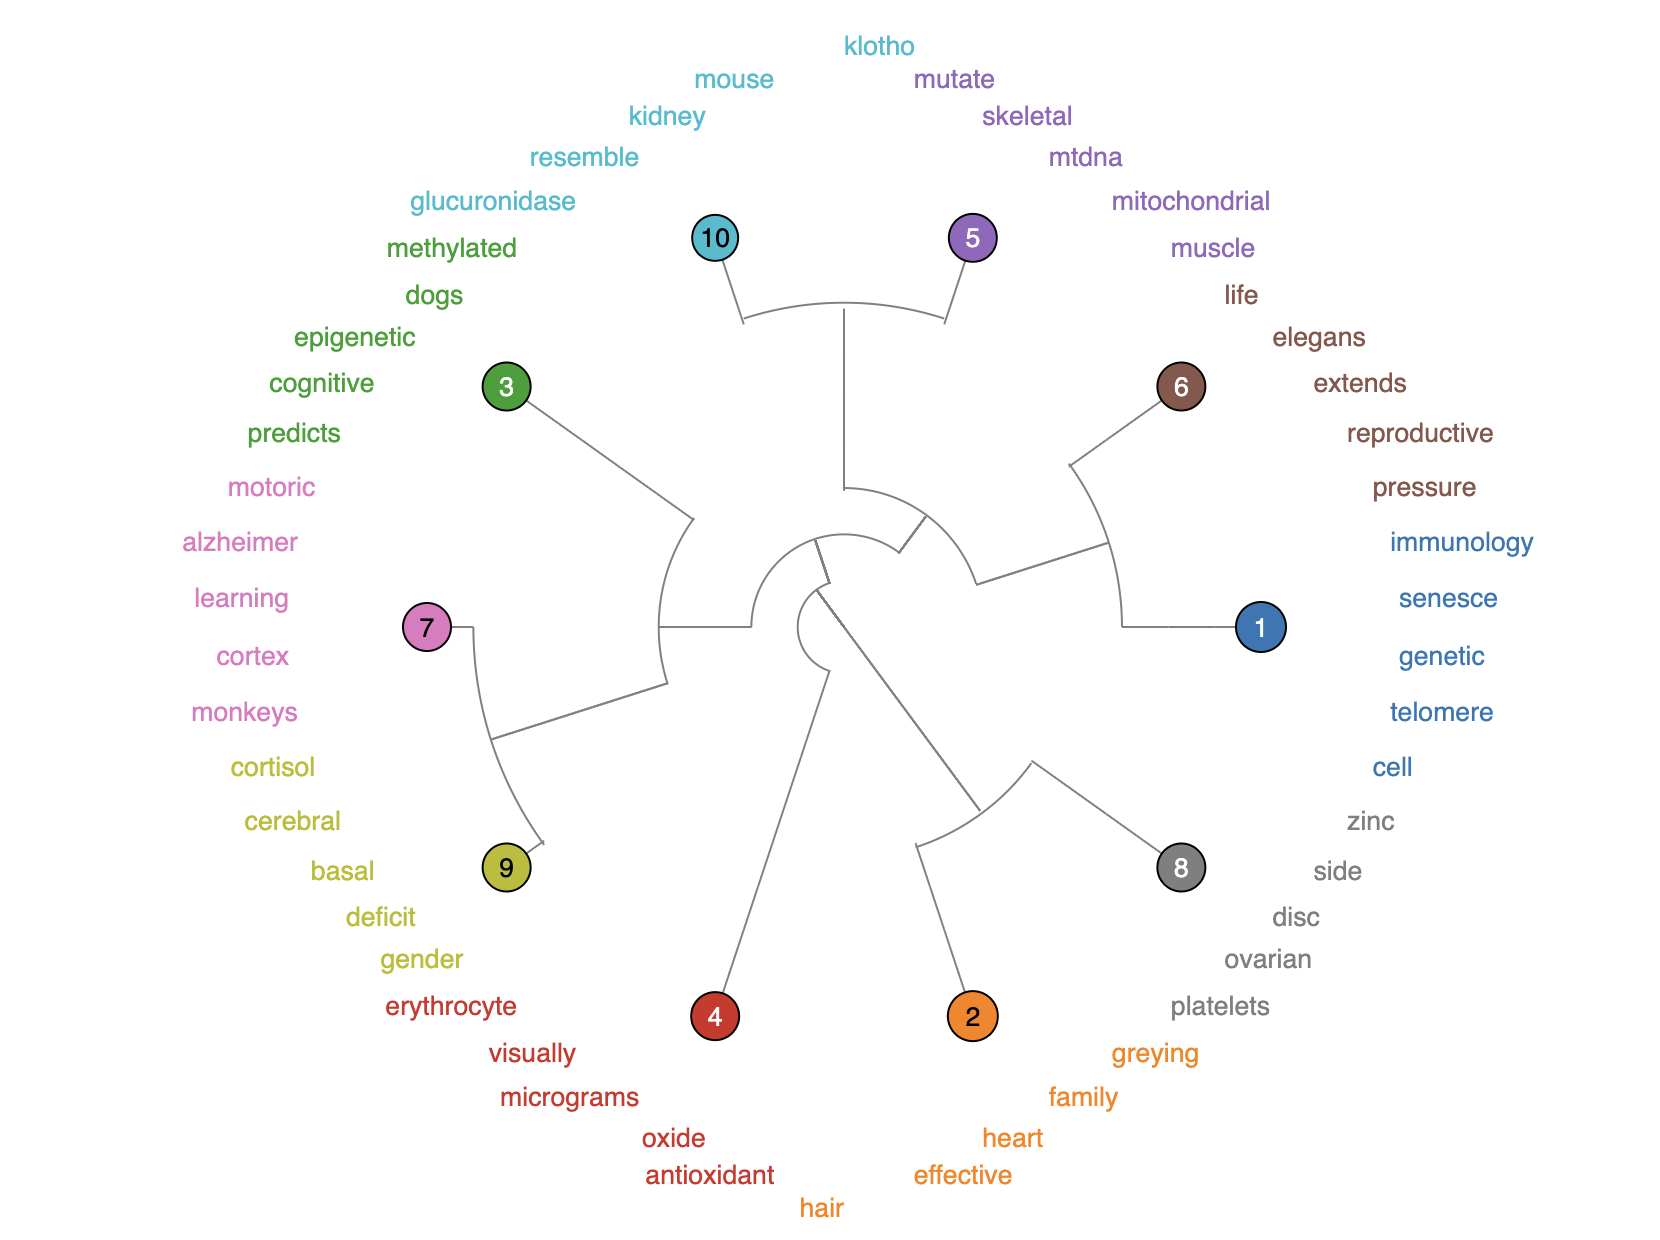 klotho
mouse
mutate
kidney
skeletal
resemble
mtdna
glucuronidase
mitochondrial
10
5
methylated
muscle
dogs
life
epigenetic
elegans
cognitive
3
6
extends
predicts
reproductive
motoric
pressure
alzheimer
immunology
learning
senesce
7
1
cortex
genetic
monkeys
telomere
cortisol
cell
cerebral
zinc
basal
9
8
side
deficit
disc
gender
ovarian
erythrocyte
platelets
4
2
visually
greying
micrograms
family
oxide
heart
antioxidant
effective
hair